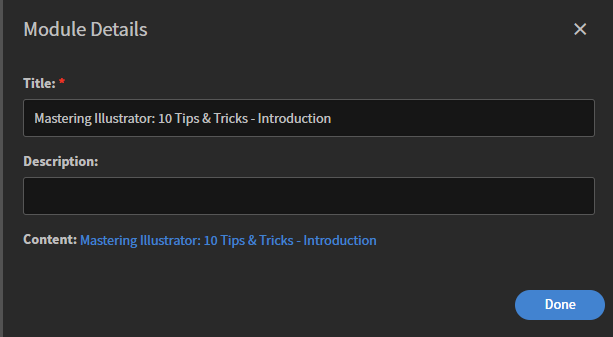 Module Details
Title: *
Mastering Illustrator: 10 Tips & Tricks - Introduction
Description:
Content: Mastering Illustrator: 10 Tips & Tricks - Introduction
Done